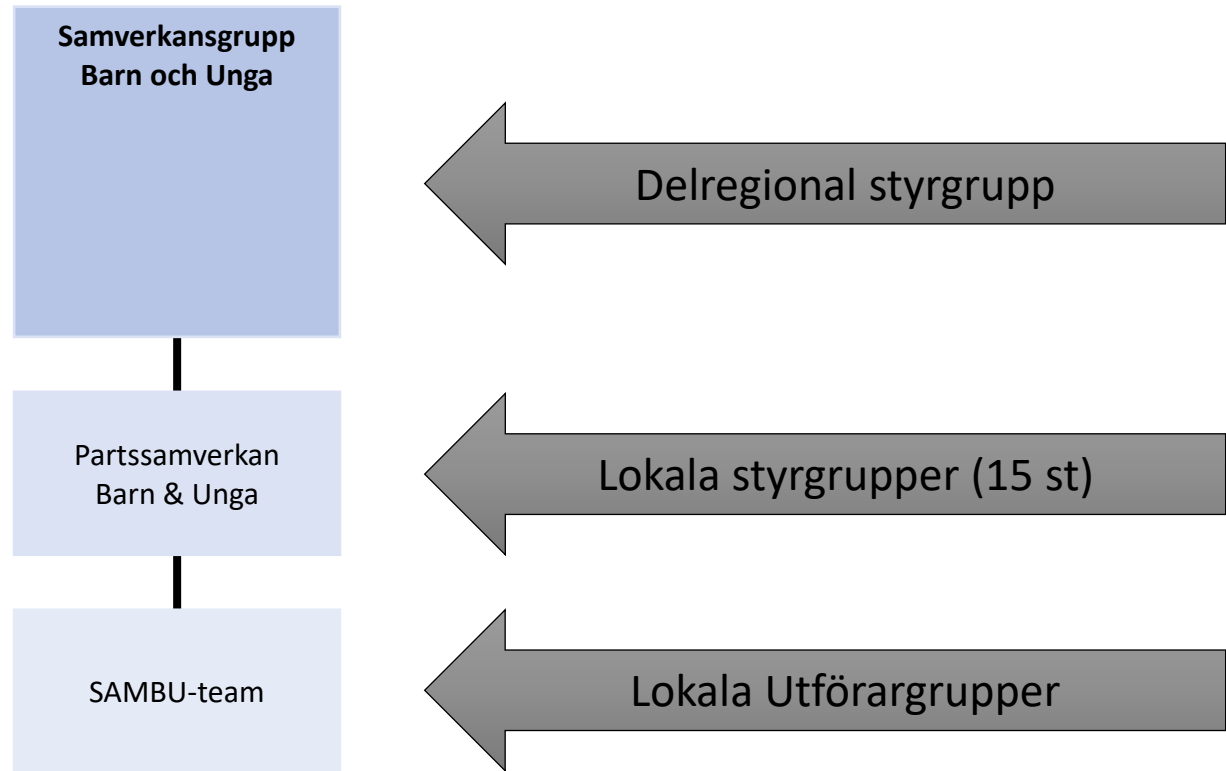 Samverkansgrupp
Barn och Unga
Delregional styrgrupp
Partssamverkan
Barn & Unga
Lokala styrgrupper (15 st)
SAMBU-team
Lokala Utförargrupper